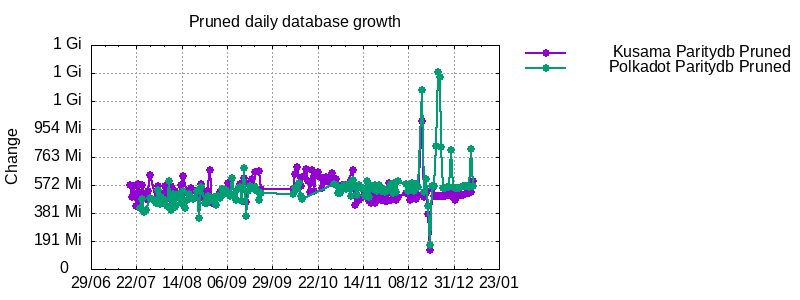 Pruned daily database growth
1 Gi
1 Gi
1 Gi
954 Mi
763 Mi
572 Mi
381 Mi
191 Mi
0
Change
29/06 22/07 14/08 06/09 29/09 22/10 14/11 08/12 31/12 23/01
Kusama Paritydb Pruned
Polkadot Paritydb Pruned